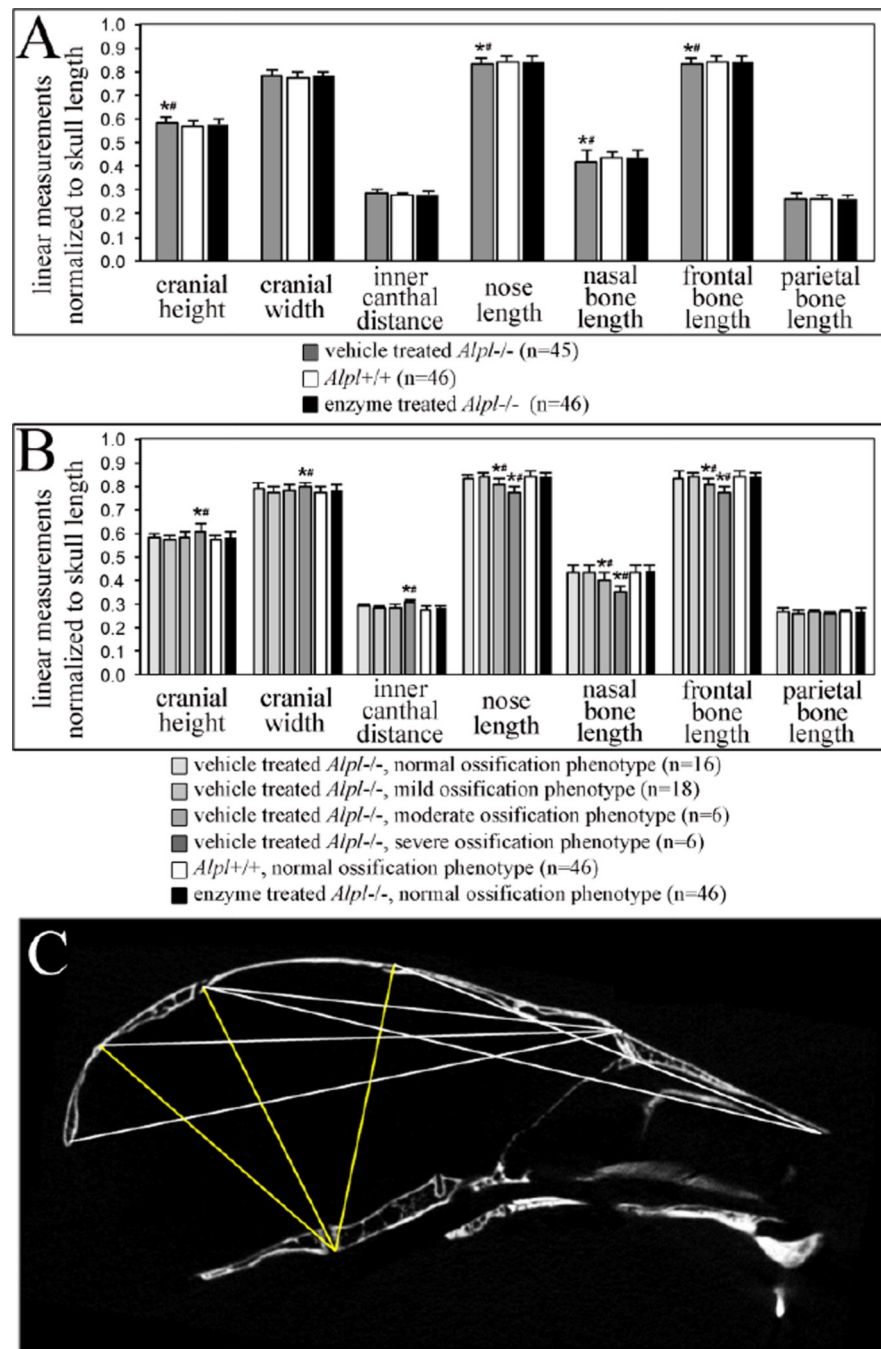 A
linear measurements
normalized to skull length
1.0
0.9
0.8
0.7
0.6
0.5
0.4
0.3
0.2
0.1
0.0
*#
*#
*#
*#
cranial height
cranial width
inner canthal distance
nose length
nasal bone length
frontal bone length
parietal bone length
vehicle treated Alpl-/- (n=45)
Alpl+/+ (n=46)
enzyme treated Alpl-/- (n=46)
B
linear measurements
normalized to skull length
1.0
0.9
0.8
0.7
0.6
0.5
0.4
0.3
0.2
0.1
0.0
*#
*#
*#
*#
*#
*#
*#
*#
*#
cranial height
cranial width
inner canthal distance
nose length
nasal bone length
frontal bone length
parietal bone length
vehicle treated Alpl-/-, normal ossification phenotype (n=16)
vehicle treated Alpl-/-, mild ossification phenotype (n=18)
vehicle treated Alpl-/-, moderate ossification phenotype (n=6)
vehicle treated Alpl-/-, severe ossification phenotype (n=6)
Alpl+/+, normal ossification phenotype (n=46)
enzyme treated Alpl-/-, normal ossification phenotype (n=46)
C